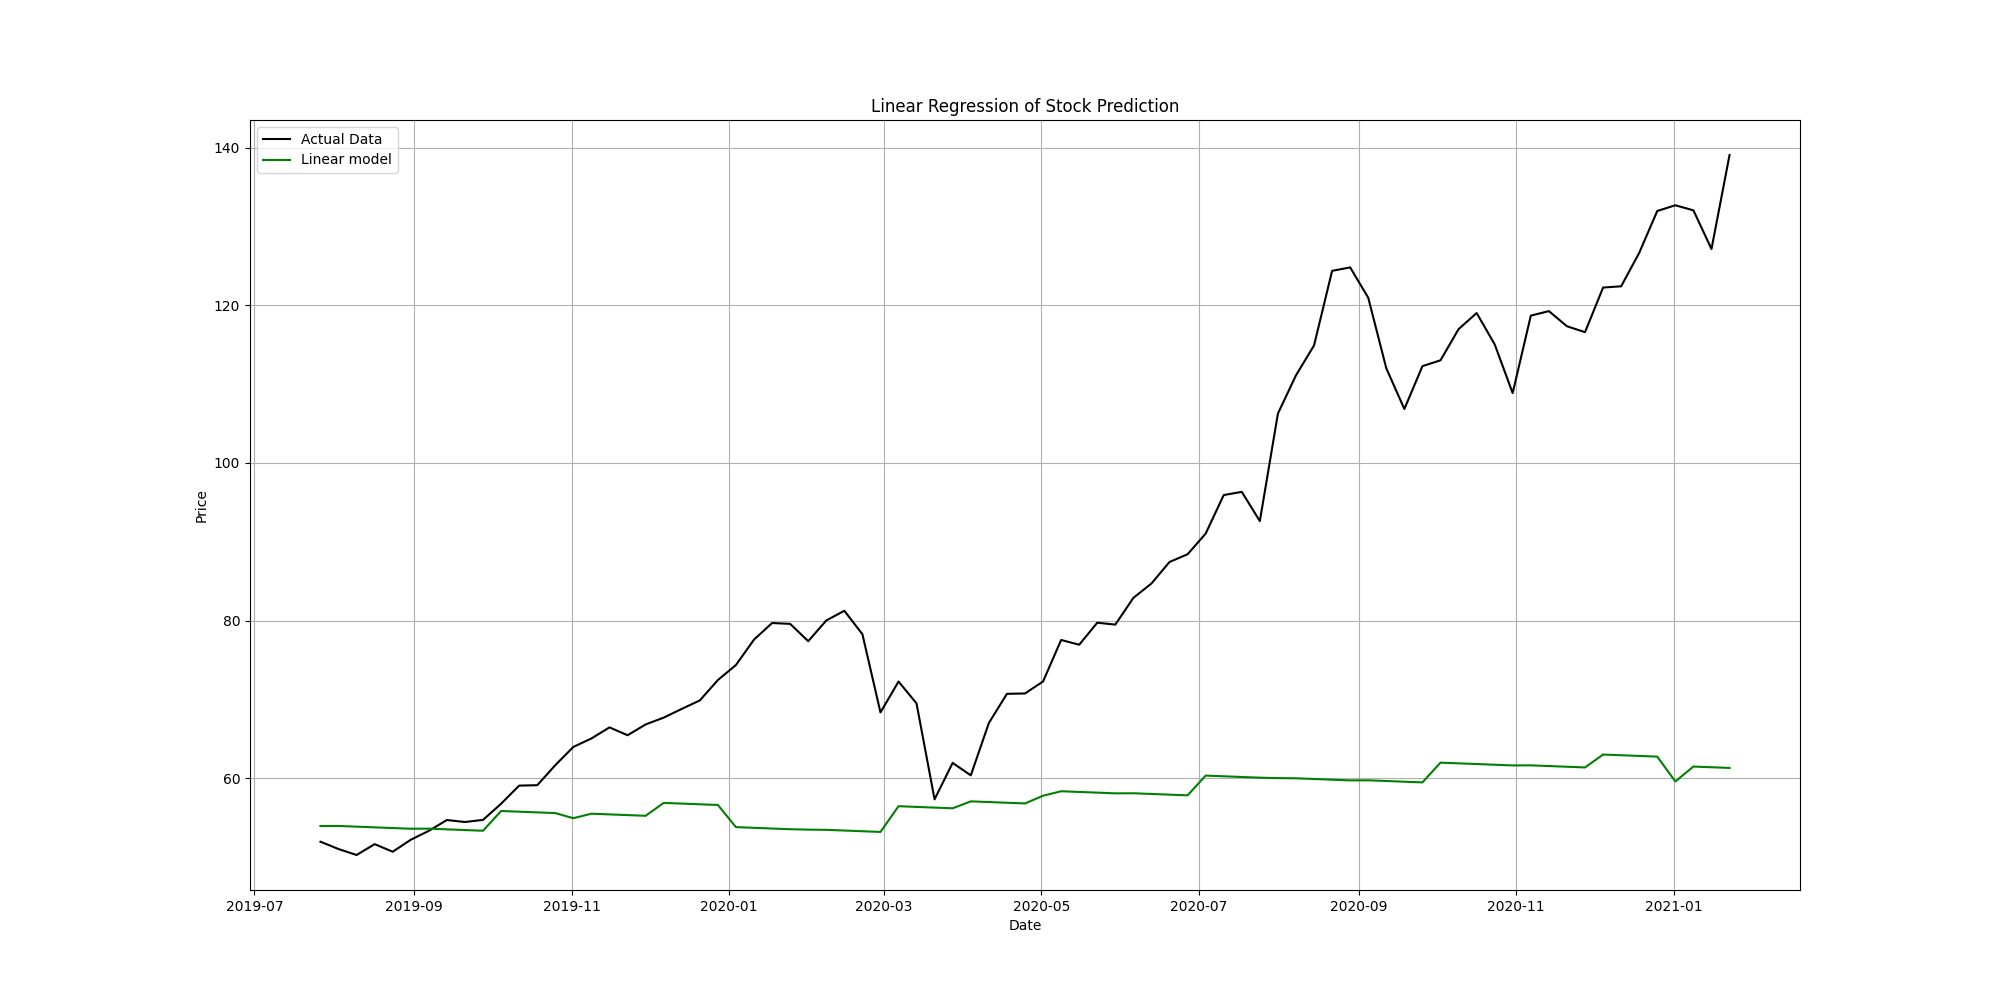 Linear Regression of Stock Prediction
Actual Data
Linear model
140
120
100
80
60
Price
2019-07 2019-09 2019-11 2020-01 2020-03 2020-05 2020-07 2020-09 2020-11 2021-01
Date